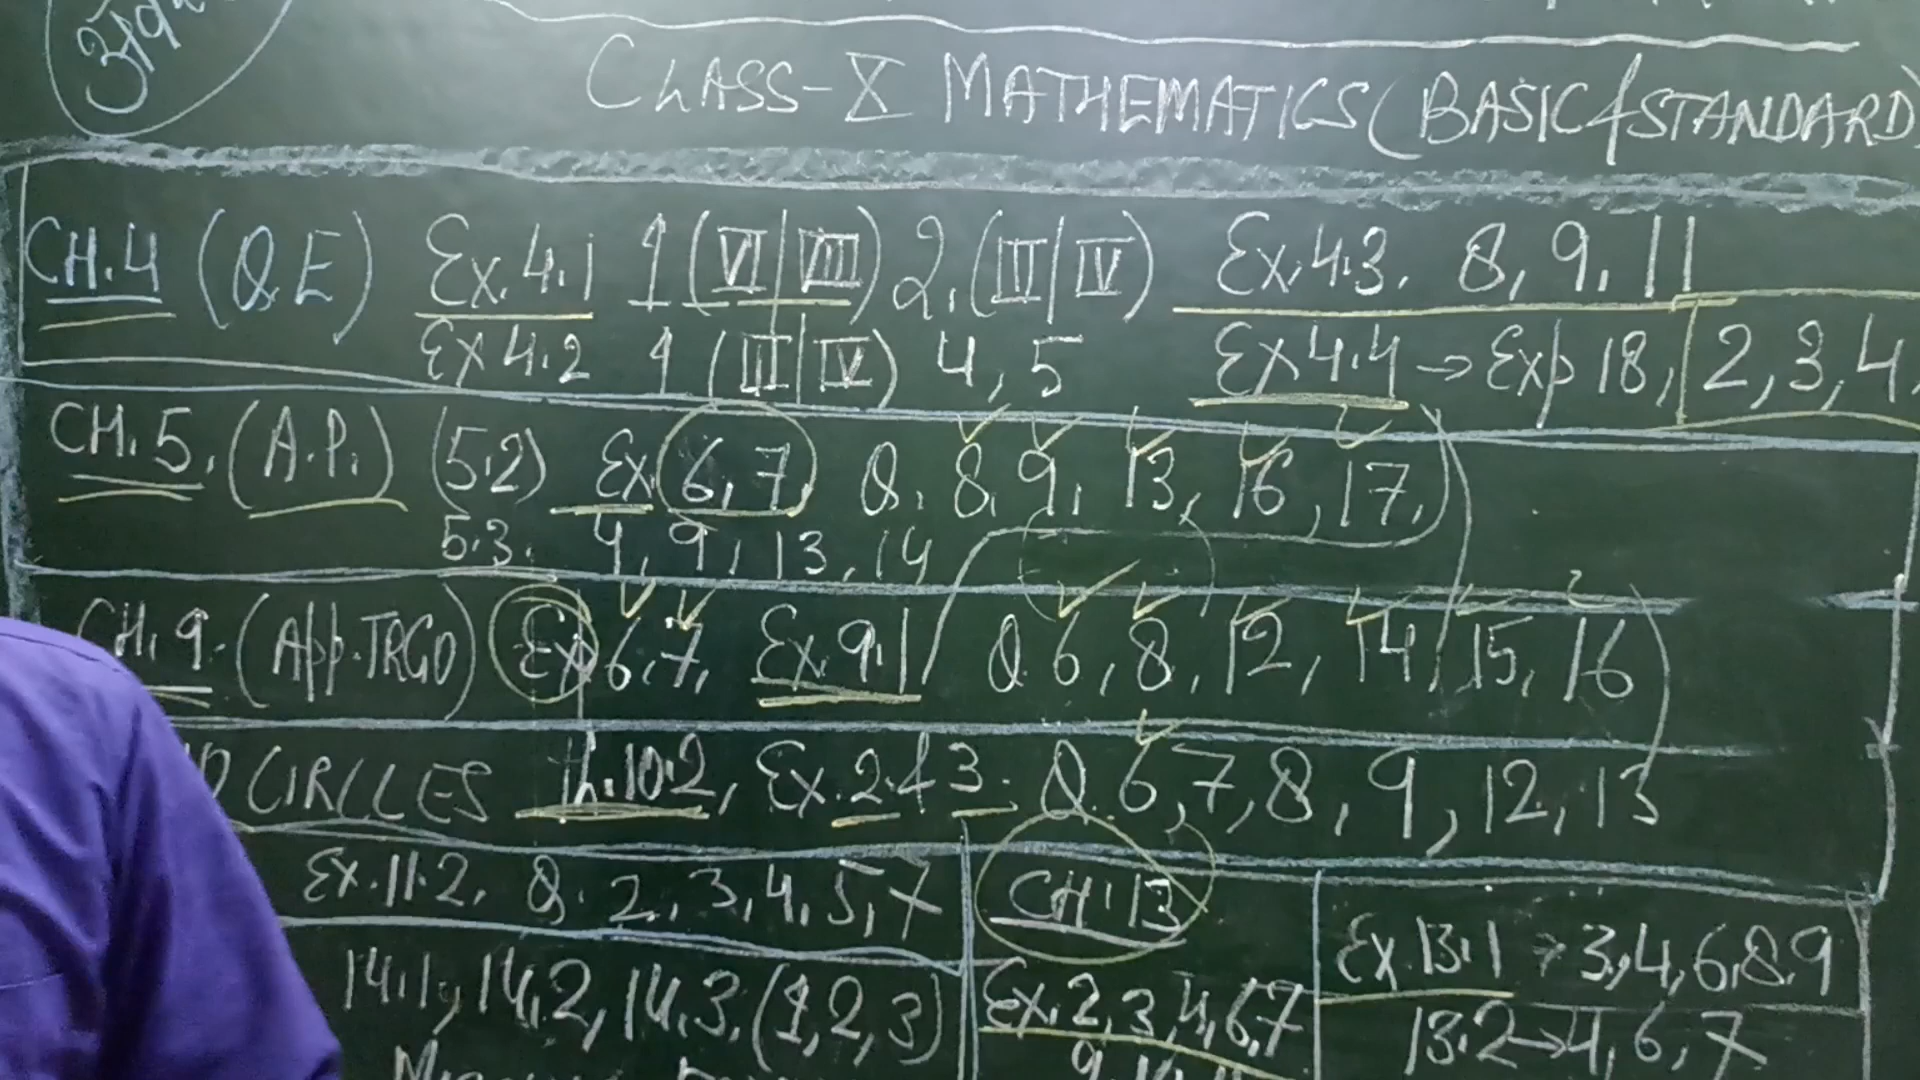 CLASS-X MATHEMATICS (BASIC & STANDARD)
CH.4 (Q.E) Ex.4.1 1 (VI|VIII) 2.(III|IV) Ex.4.3. 8, 9, 11
Ex 4.2 1 (II|IV) 4, 5 Ex 4.4 → Exp 18, 2, 3, 4,
CH.5. (A.P.) (5.2) Ex 6, 7, Q. 8, 9, 13, 16, 17,
5.3. 4, 9, 13, 14
CH.9. (App.TRGO) Exp 6, 7, Ex.9.1 Q. 6, 8, 12, 14, 15, 16
CIRCLES th.10.2, Ex.2 & 3. Q. 6, 7, 8, 9, 12, 13
Ex.11.2, Q. 2, 3, 4, 5, 7
CH.13
14.1, 14.2, 14.3. (1, 2, 3)
Ex. 2, 3, 4, 6, 7
Ex.13.1 → 3, 4, 6, 8, 9
13.2 → 4, 6, 7